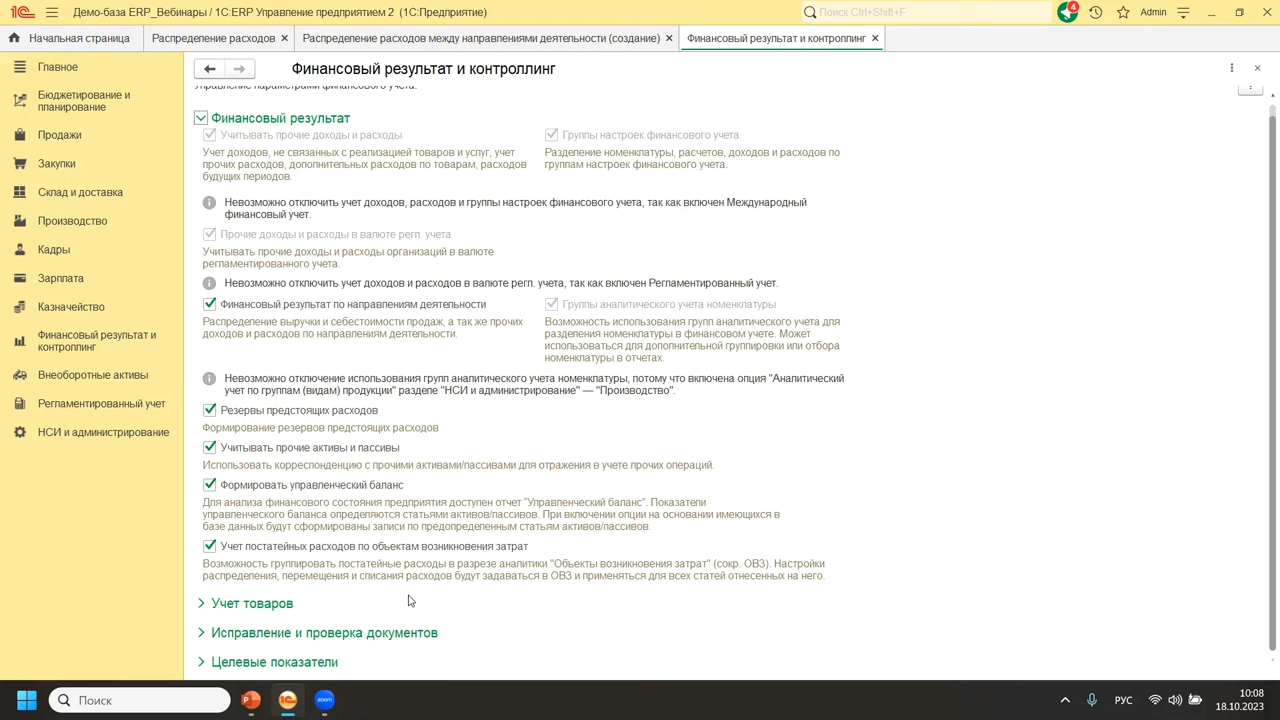 Демо-база ERP_Вебинары / 1С:ERP Управление предприятием 2 (1С:Предприятие)
Поиск Ctrl+Shift+F
4
Admin
Начальная страница
Распределение расходов
Распределение расходов между направлениями деятельности (создание)
Финансовый результат и контроллинг
Главное
Бюджетирование и
планирование
Продажи
Закупки
Склад и доставка
Производство
Кадры
Зарплата
Казначейство
Финансовый результат и
контроллинг
Внеоборотные активы
Регламентированный учет
НСИ и администрирование
Финансовый результат и контроллинг
Управление параметрами финансового учета.
Финансовый результат
Учитывать прочие доходы и расходы
Учет доходов, не связанных с реализацией товаров и услуг, учет
прочих расходов, дополнительных расходов по товарам, расходов
будущих периодов.
Группы настроек финансового учета
Разделение номенклатуры, расчетов, доходов и расходов по
группам настроек финансового учета.
Невозможно отключить учет доходов, расходов и группы настроек финансового учета, так как включен Международный
финансовый учет.
Прочие доходы и расходы в валюте регл. учета
Учитывать прочие доходы и расходы организаций в валюте
регламентированного учета.
Невозможно отключить учет доходов и расходов в валюте регл. учета, так как включен Регламентированный учет.
Финансовый результат по направлениям деятельности
Распределение выручки и себестоимости продаж, а так же прочих
доходов и расходов по направлениям деятельности.
Группы аналитического учета номенклатуры
Возможность использования групп аналитического учета для
разделения номенклатуры в финансовом учете. Может
использоваться для дополнительной группировки или отбора
номенклатуры в отчетах.
Невозможно отключение использования групп аналитического учета номенклатуры, потому что включена опция "Аналитический
учет по группам (видам) продукции" разделе "НСИ и администрирование" — "Производство".
Резервы предстоящих расходов
Формирование резервов предстоящих расходов
Учитывать прочие активы и пассивы
Использовать корреспонденцию с прочими активами/пассивами для отражения в учете прочих операций.
Формировать управленческий баланс
Для анализа финансового состояния предприятия доступен отчет "Управленческий баланс". Показатели
управленческого баланса определяются статьями активов/пассивов. При включении опции на основании имеющихся в
базе данных будут сформированы записи по предопределенным статьям активов/пассивов.
Учет постатейных расходов по объектам возникновения затрат
Возможность группировать постатейные расходы в разрезе аналитики "Объекты возникновения затрат" (сокр. ОВЗ). Настройки
распределения, перемещения и списания расходов будут задаваться в ОВЗ и применяться для всех статей отнесенных на него.
Учет товаров
Исправление и проверка документов
Целевые показатели
Поиск
zoom
РУС
10:08
18.10.2023